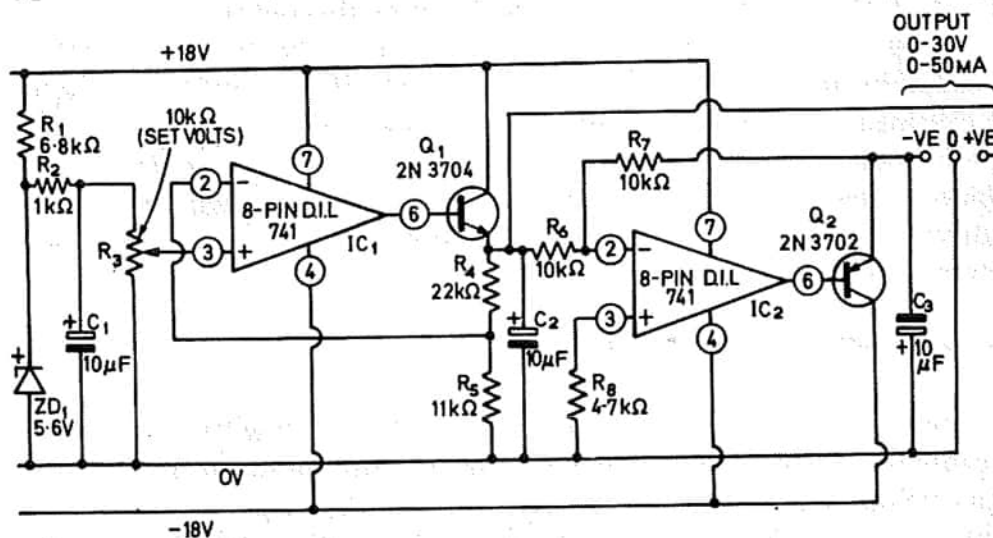 OUTPUT
0-30V
0-50MA
+18V
10kΩ
(SET VOLTS)
R1
6·8kΩ
R2
1kΩ
R3
+
C1
10µF
+
ZD1
5·6V
2
-
3
+
7
8-PIN D.I.L
741
IC1
4
6
Q1
2N 3704
R4
22kΩ
R5
11kΩ
+
C2
10µF
R6
10kΩ
R7
10kΩ
2
-
3
+
7
8-PIN D.I.L
741
IC2
4
6
R8
4·7kΩ
Q2
2N 3702
C3
+
10
µF
-VE 0 +VE
0V
-18V